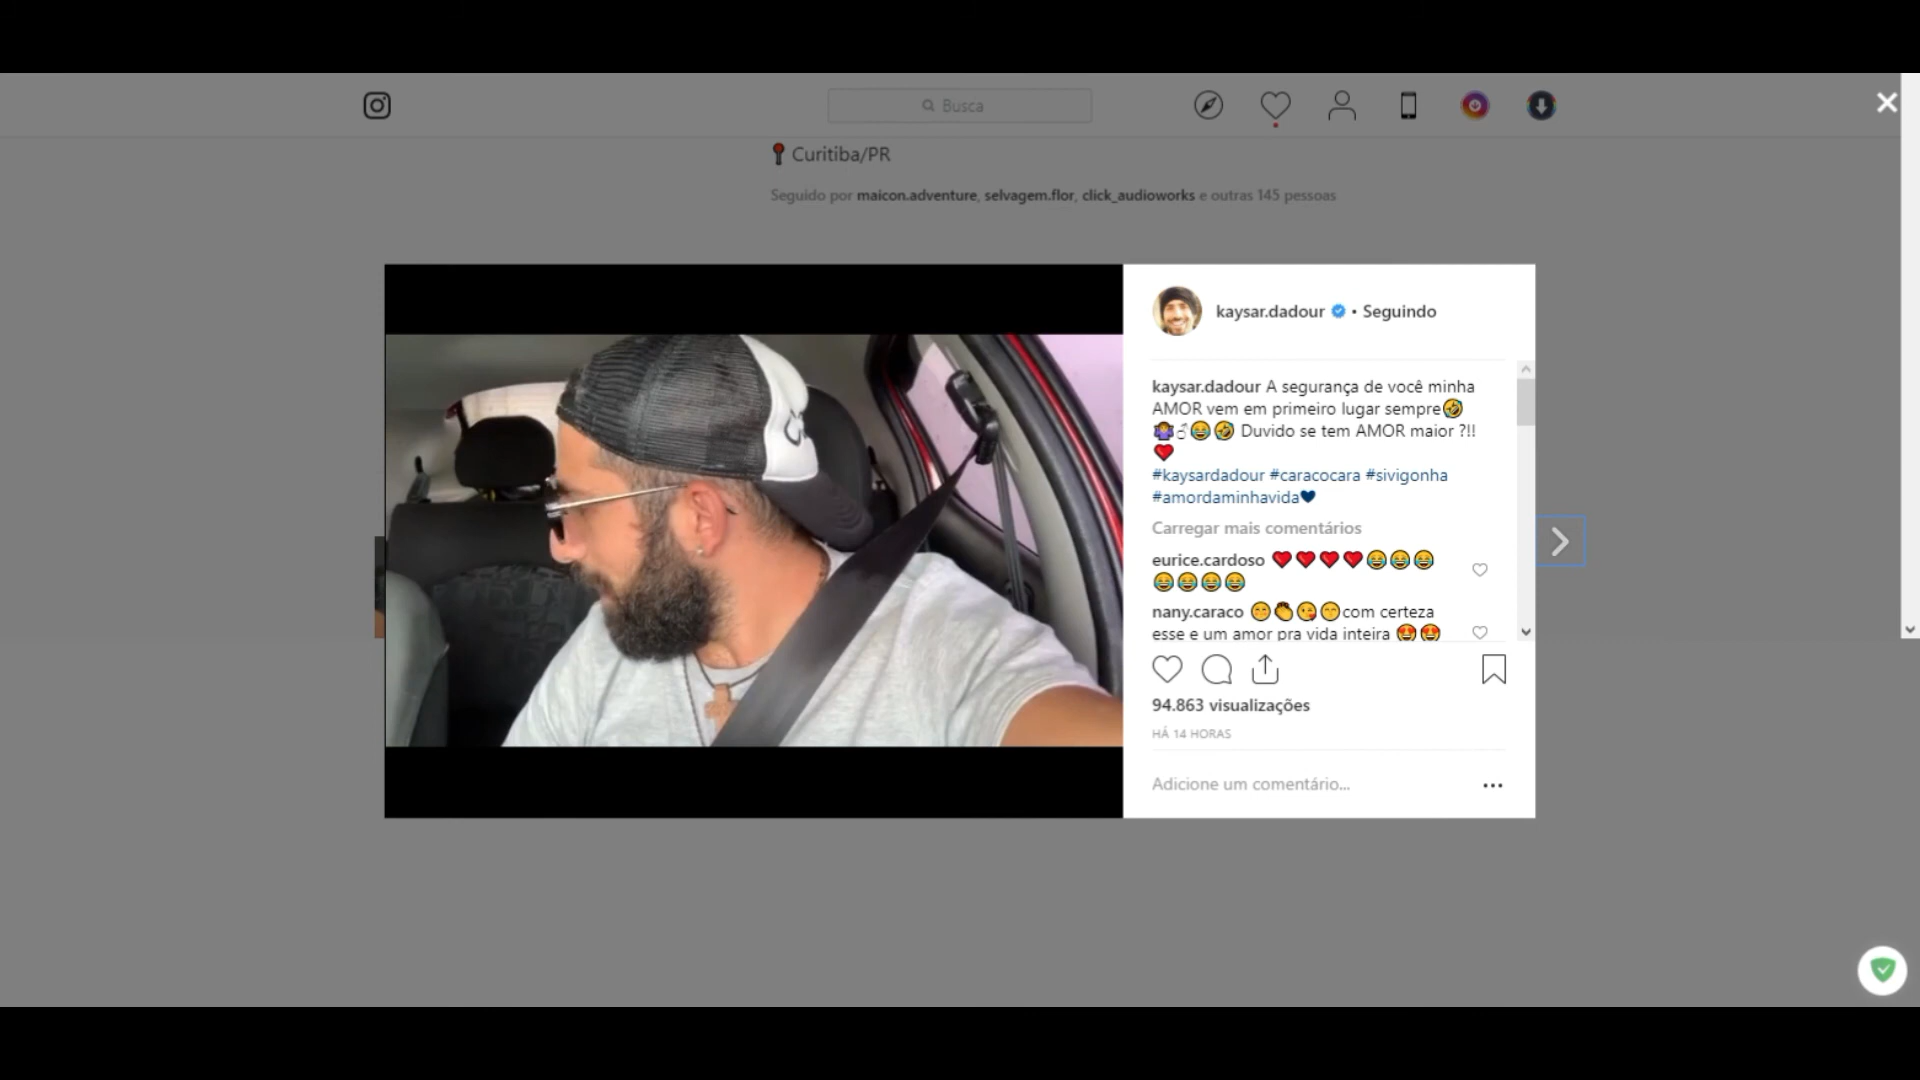 Busca
Curitiba/PR
Seguido por maicon.adventure, selvagem.flor, click_audioworks e outras 145 pessoas
kaysar.dadour • Seguindo
kaysar.dadour A segurança de você minha
AMOR vem em primeiro lugar sempre🤣
🤷‍♂😂🤣 Duvido se tem AMOR maior ?!!
❤
#kaysardadour #caracocara #sivigonha
#amordaminhavida♥
Carregar mais comentários
eurice.cardoso ❤❤❤❤😂😂😂
😂😂😂😂
nany.caraco 😁👏😘😁com certeza
esse e um amor pra vida inteira 😍😍
94.863 visualizações
HÁ 14 HORAS
Adicione um comentário...